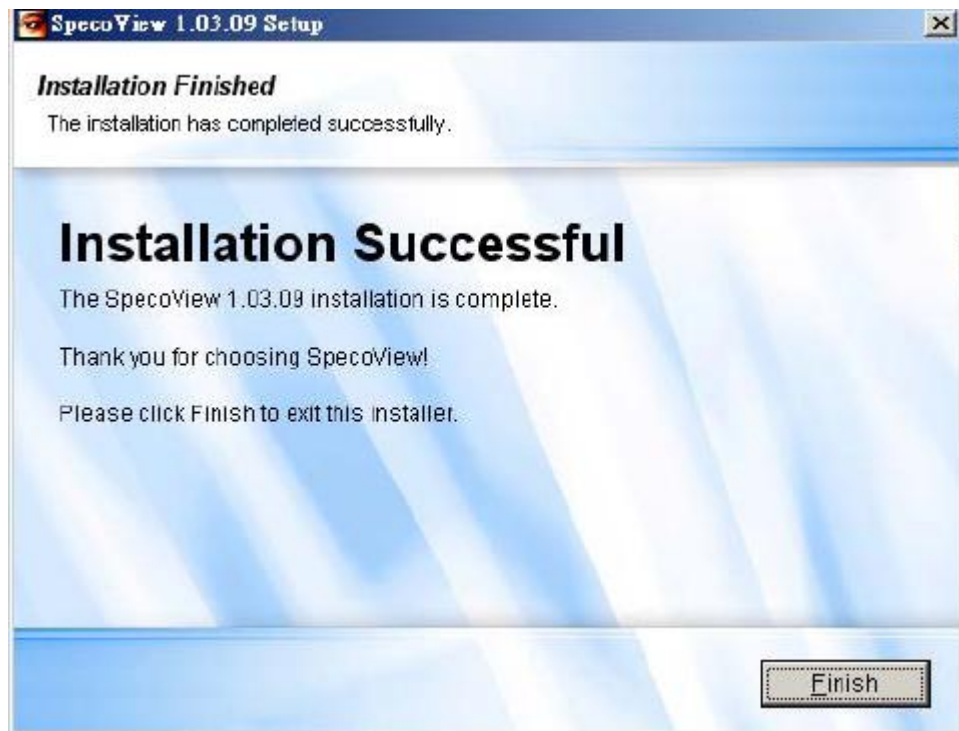 SpecoView 1.03.09 Setup
Installation Finished
The installation has completed successfully.
Installation Successful
The SpecoView 1.03.09 installation is complete.
Thank you for choosing SpecoView!
Please click Finish to exit this installer.
Finish